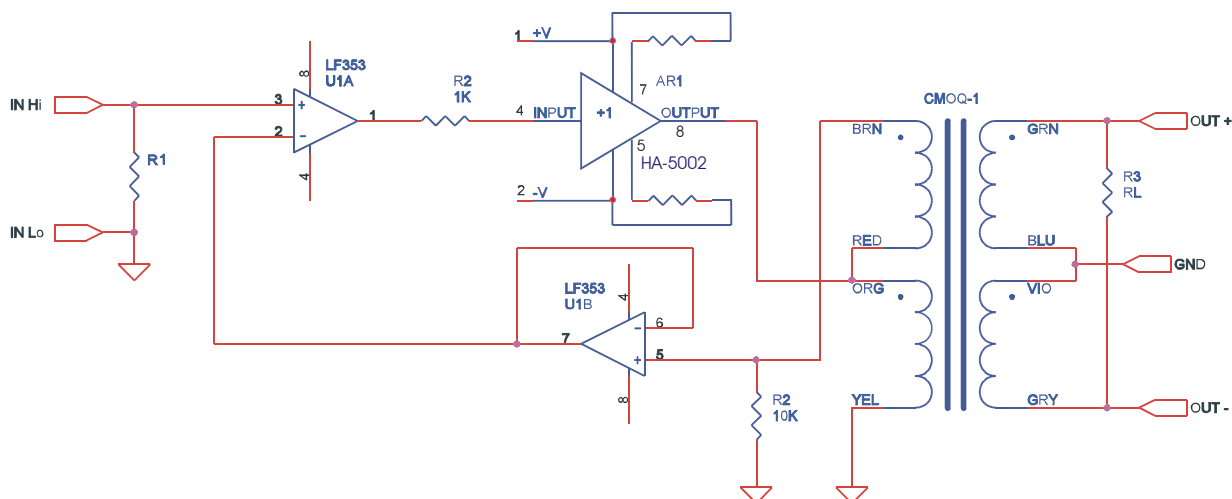 1 +V
LF353
U1A
8
R2
1K
7
AR1
CMOQ-1
IN Hi
3
+
2
−
1
4 INPUT
+1
OUTPUT
8
BRN
GRN
OUT +
4
5
HA-5002
R1
R3
RL
2 -V
IN Lo
RED
BLU
GND
ORG
VIO
LF353
U1B
4
6
−
7
+
5
8
R2
10K
YEL
GRY
OUT -